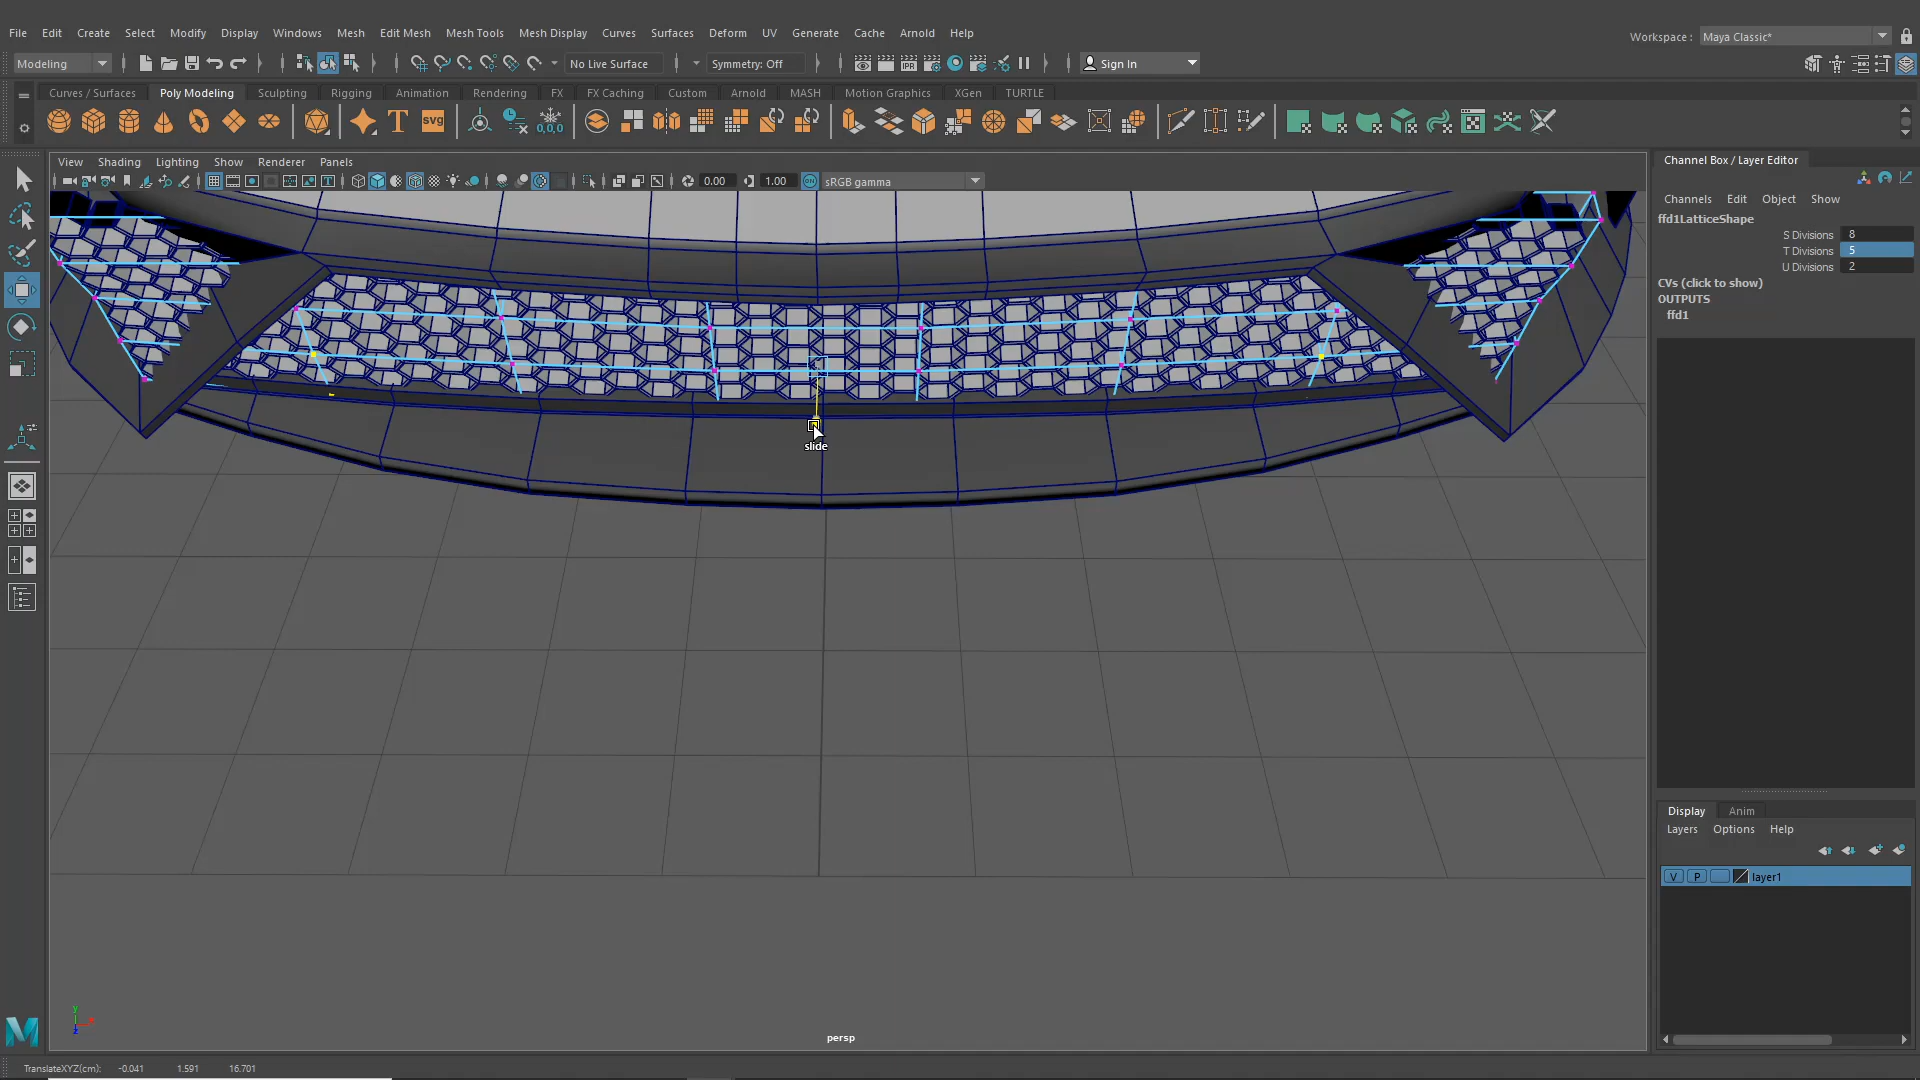 File Edit Create Select Modify Display Windows Mesh Edit Mesh Mesh Tools Mesh Display Curves Surfaces Deform UV Generate Cache Arnold Help
Workspace : Maya Classic*
Modeling No Live Surface Symmetry: Off Sign In
Curves / Surfaces Poly Modeling Sculpting Rigging Animation Rendering FX FX Caching Custom Arnold MASH Motion Graphics XGen TURTLE
T svg 0,0,0
View Shading Lighting Show Renderer Panels
0.00 1.00 ON sRGB gamma
Channel Box / Layer Editor
Channels Edit Object Show
ffd1LatticeShape
S Divisions 8
T Divisions 5
U Divisions 2
CVs (click to show)
OUTPUTS
ffd1
slide
Display Anim
Layers Options Help
V P layer1
y
z
persp
TranslateXYZ(cm): -0.041 1.591 16.701